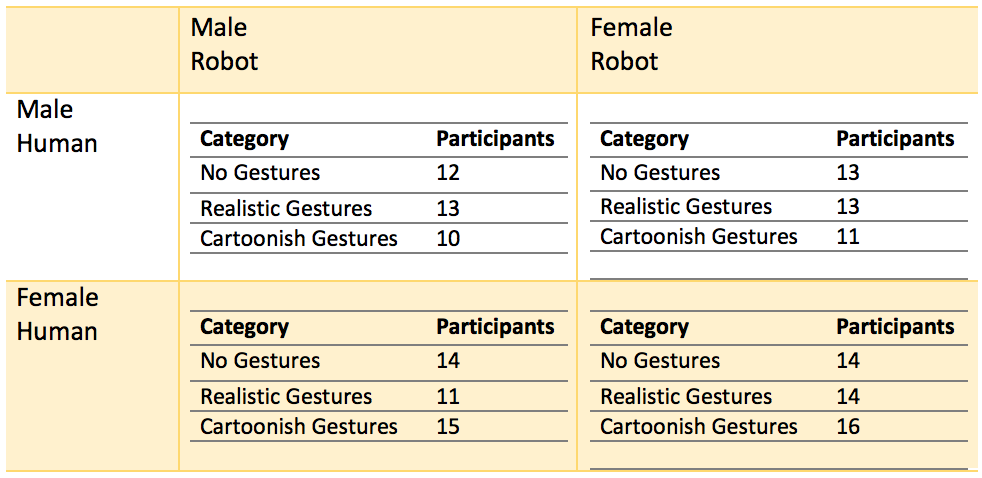 Male Female
Robot Robot
Male
Human
Category Participants Category Participants
No Gestures 12 No Gestures 13
Realistic Gestures 13 Realistic Gestures 13
Cartoonish Gestures 10 Cartoonish Gestures 11
Female
Human
Category Participants Category Participants
No Gestures 14 No Gestures 14
Realistic Gestures 11 Realistic Gestures 14
Cartoonish Gestures 15 Cartoonish Gestures 16